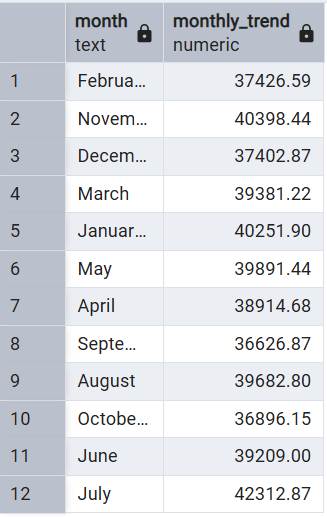 month monthly_trend
text numeric
1 Februa... 37426.59
2 Novem... 40398.44
3 Decem... 37402.87
4 March 39381.22
5 Januar... 40251.90
6 May 39891.44
7 April 38914.68
8 Septe... 36626.87
9 August 39682.80
10 Octobe... 36896.15
11 June 39209.00
12 July 42312.87